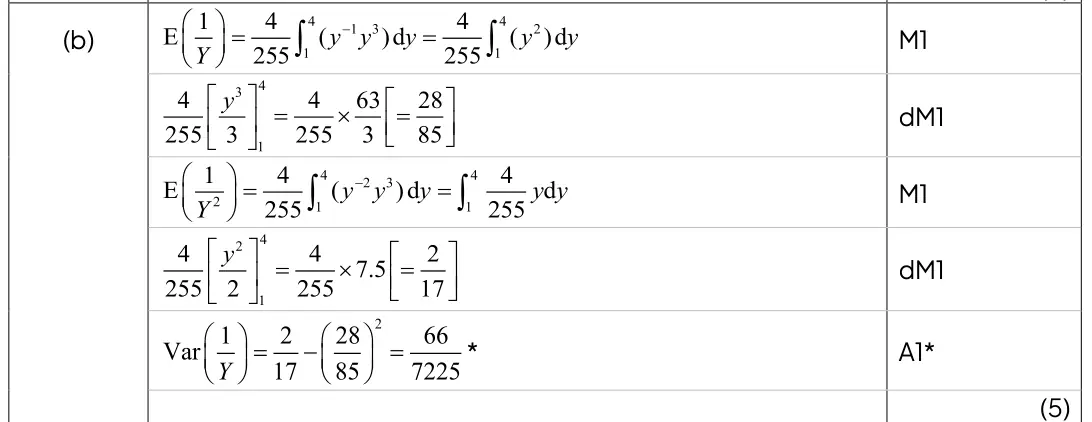 (b) E(1/Y) = 4/255 ∫₁⁴ (y⁻¹y³)dy = 4/255 ∫₁⁴ (y²)dy M1
4/255 [y³/3]₁⁴ = 4/255 × 63/3 [= 28/85] dM1
E(1/Y²) = 4/255 ∫₁⁴ (y⁻²y³)dy = ∫₁⁴ 4/255 ydy M1
4/255 [y²/2]₁⁴ = 4/255 × 7.5 [= 2/17] dM1
Var(1/Y) = 2/17 − (28/85)² = 66/7225 * A1*
(5)